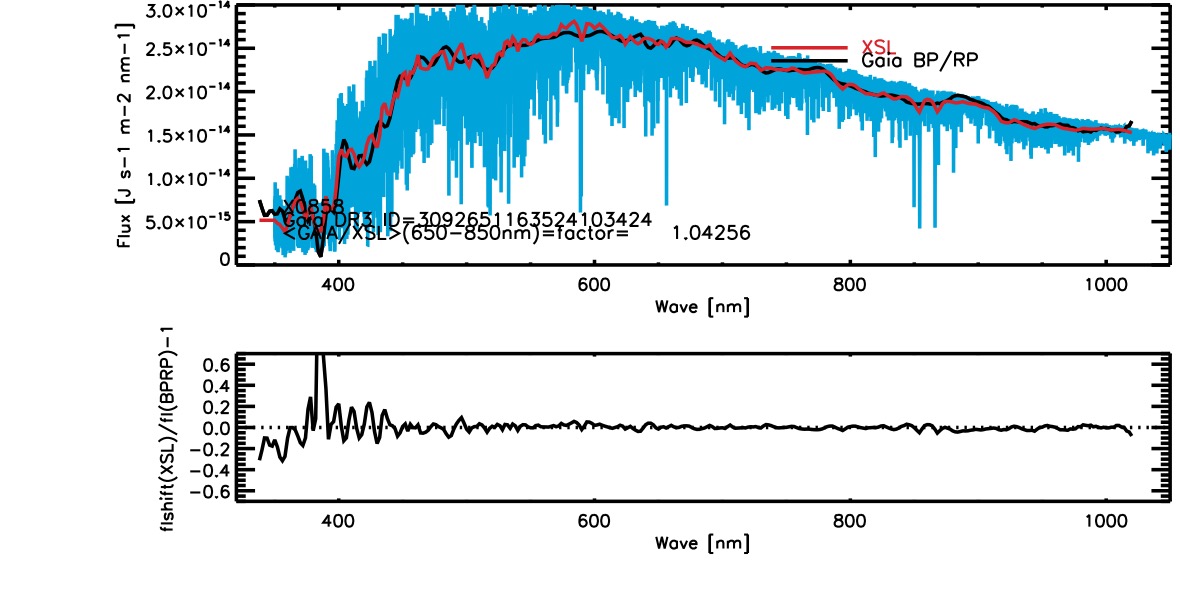 3.0×10⁻¹⁴
2.5×10⁻¹⁴
2.0×10⁻¹⁴
1.5×10⁻¹⁴
1.0×10⁻¹⁴
5.0×10⁻¹⁵
0
Flux [J s−1 m−2 nm−1]
XSL
Gaia BP/RP
X0858
Gaia DR3 ID=3092651163524103424
<GAIA/XSL>(650−850nm)=factor= 1.04256
400 600 800 1000
Wave [nm]
flshift(XSL)/fl(BPRP)−1
0.6
0.4
0.2
0.0
−0.2
−0.4
−0.6
400 600 800 1000
Wave [nm]